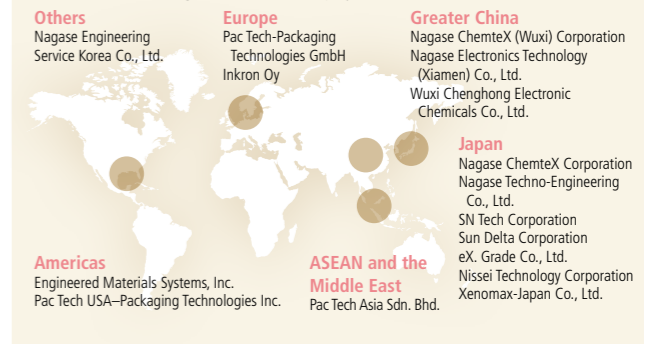 Others
Nagase Engineering
Service Korea Co., Ltd.
Europe
Pac Tech-Packaging
Technologies GmbH
Inkron Oy
Greater China
Nagase ChemteX (Wuxi) Corporation
Nagase Electronics Technology
(Xiamen) Co., Ltd.
Wuxi Chenghong Electronic
Chemicals Co., Ltd.
Japan
Nagase ChemteX Corporation
Nagase Techno-Engineering
Co., Ltd.
SN Tech Corporation
Sun Delta Corporation
eX. Grade Co., Ltd.
Nissei Technology Corporation
Xenomax-Japan Co., Ltd.
Americas
Engineered Materials Systems, Inc.
Pac Tech USA–Packaging Technologies Inc.
ASEAN and the
Middle East
Pac Tech Asia Sdn. Bhd.